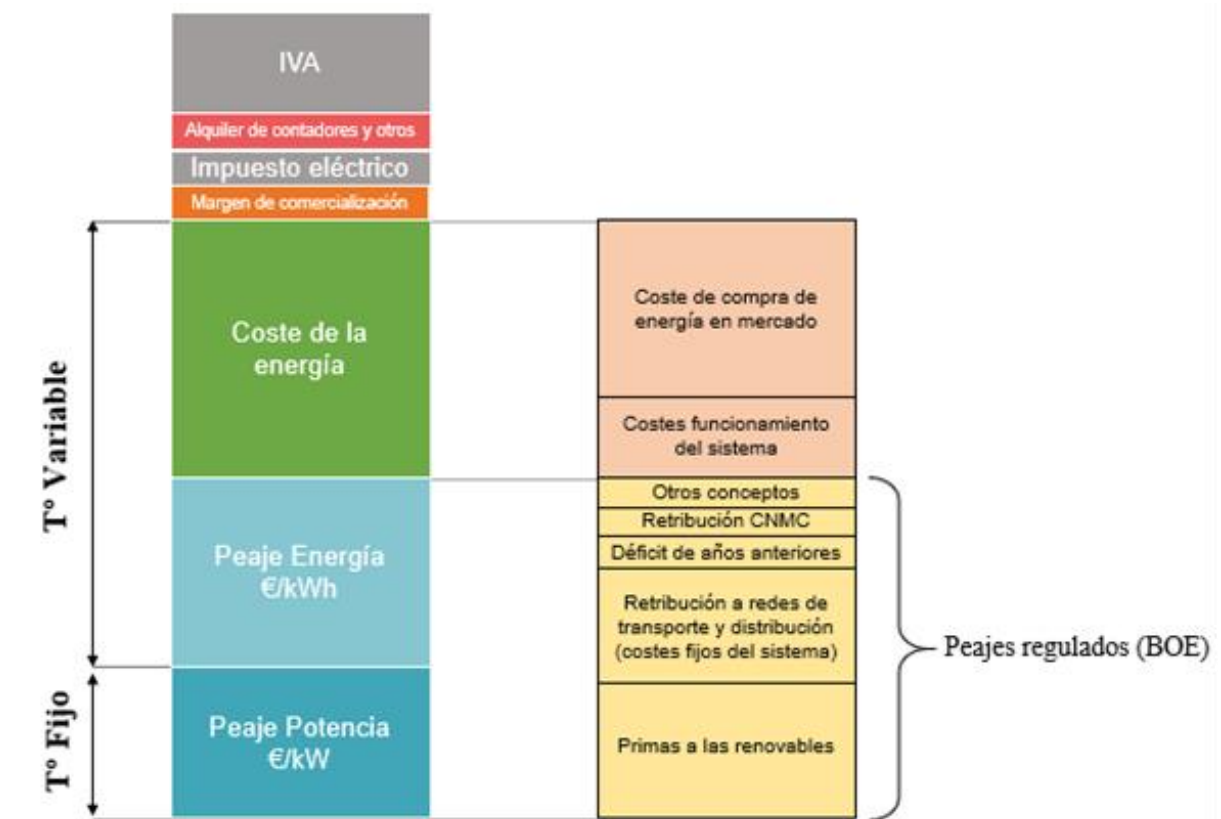 IVA
Alquiler de contadores y otros
Impuesto eléctrico
Margen de comercialización
Coste de la
energía
Peaje Energía
€/kWh
Peaje Potencia
€/kW
Tº Variable
Tº Fijo
Coste de compra de
energía en mercado
Costes funcionamiento
del sistema
Otros conceptos
Retribución CNMC
Déficit de años anteriores
Retribución a redes de
transporte y distribución
(costes fijos del sistema)
Primas a las renovables
Peajes regulados (BOE)